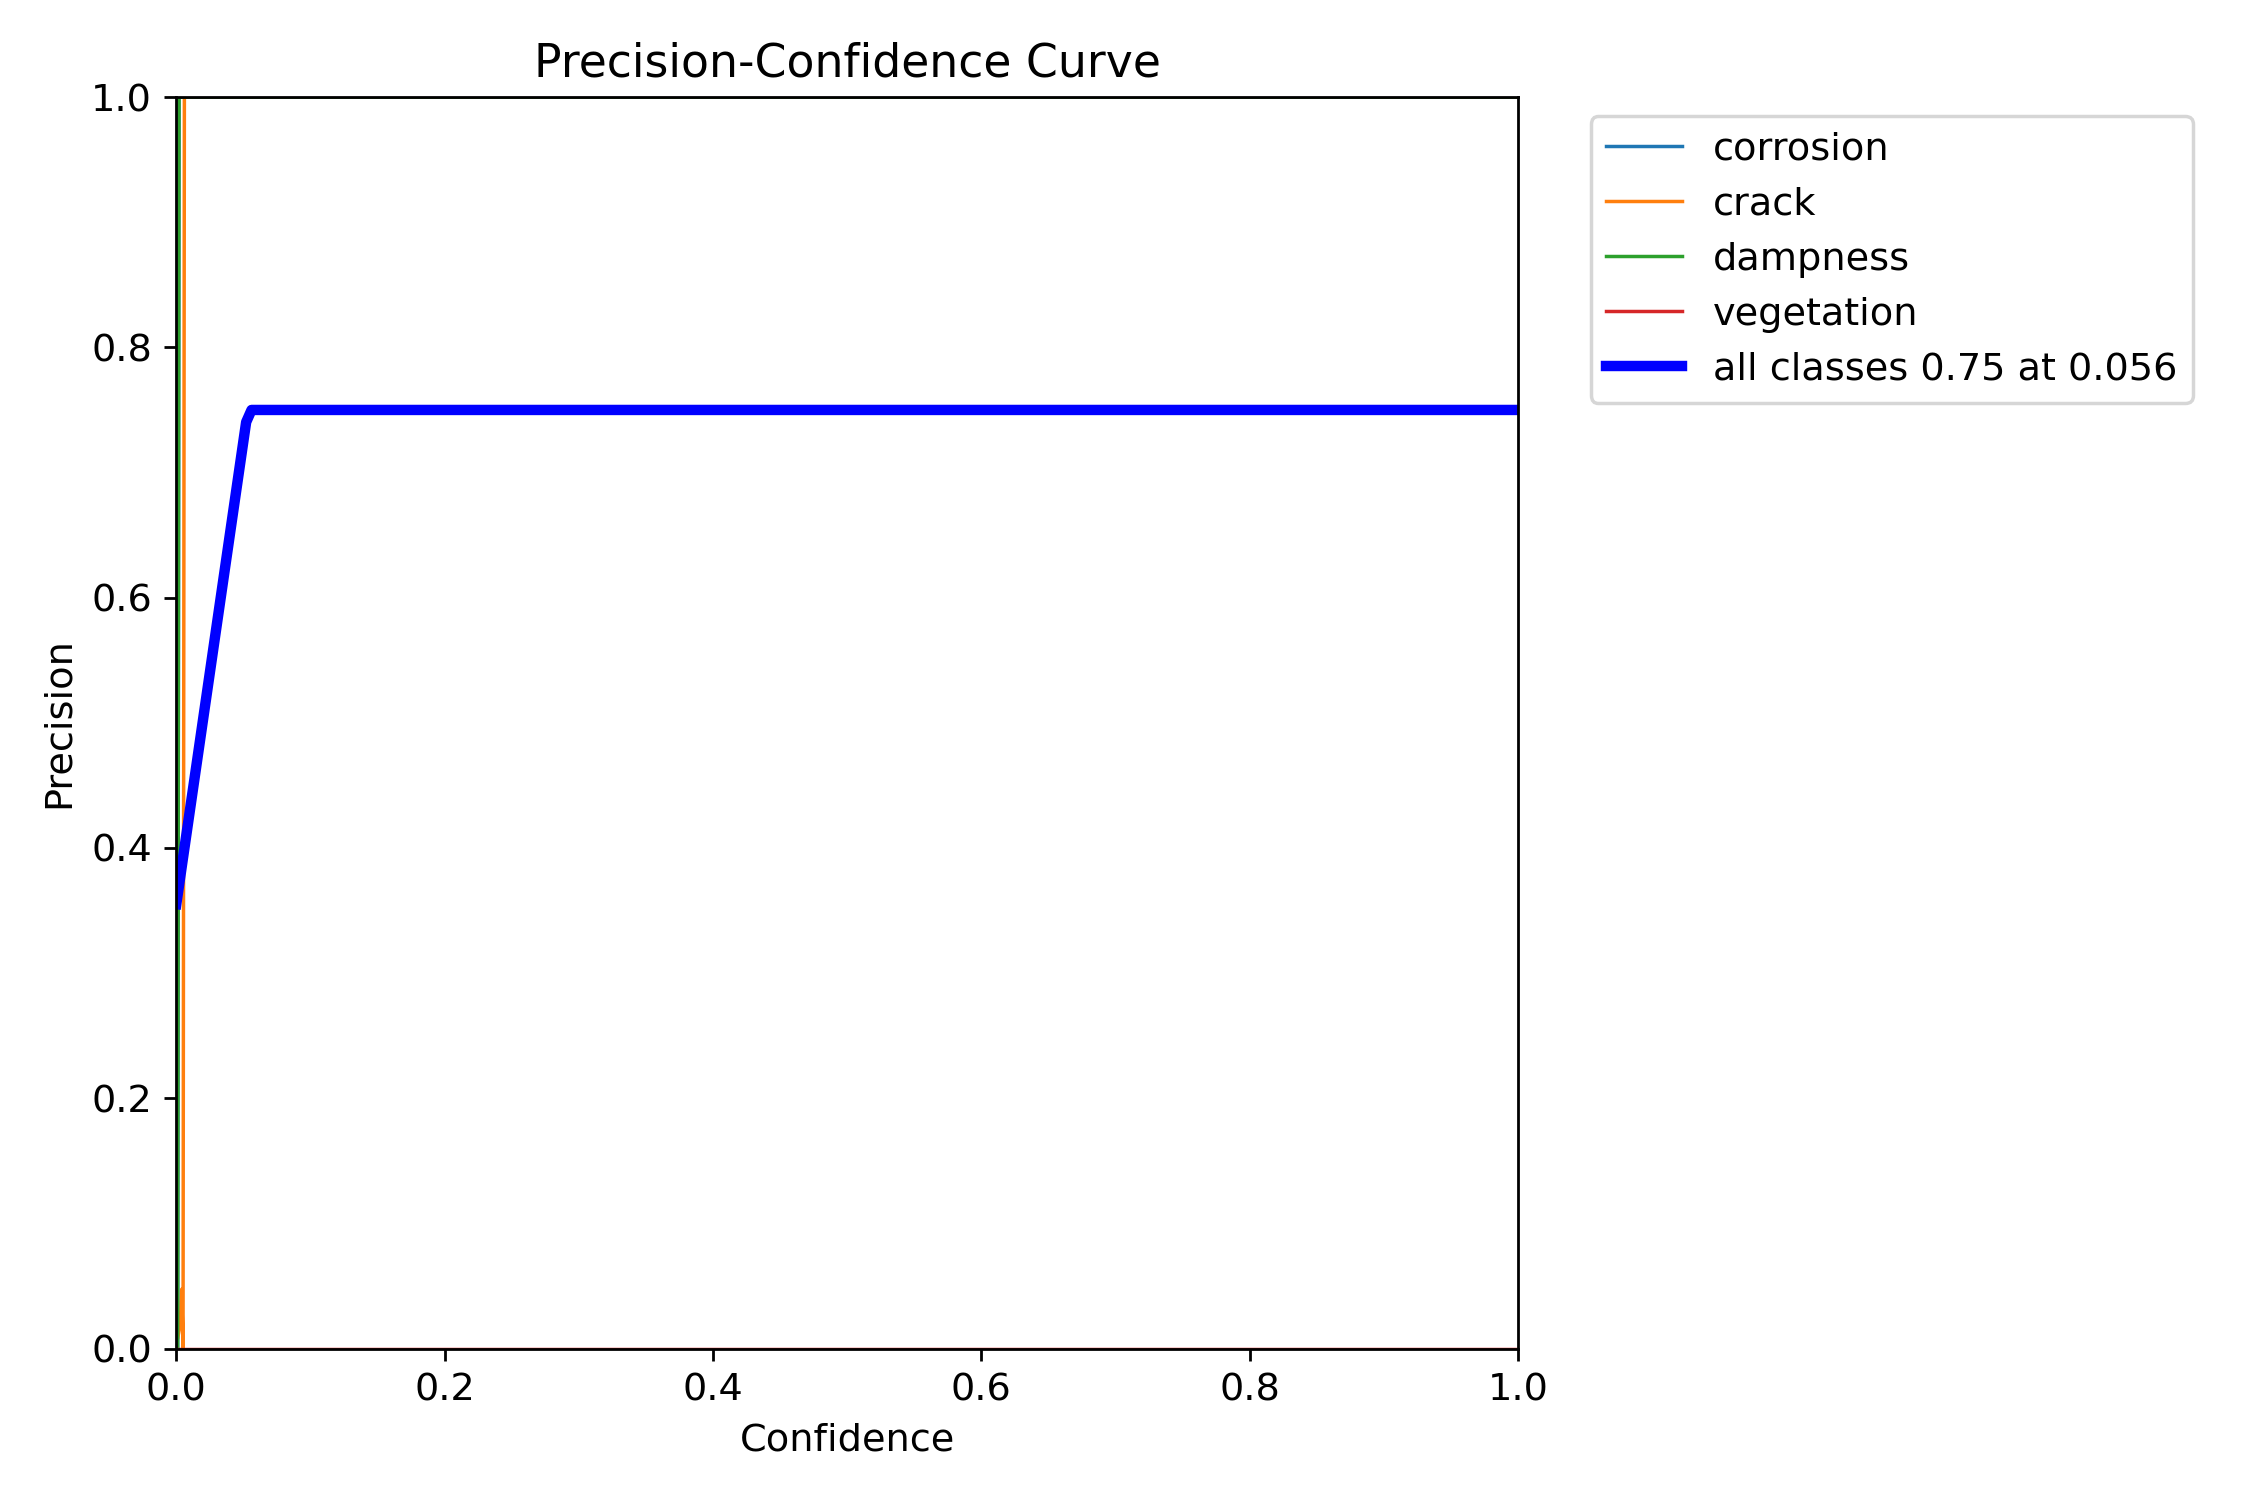 Precision-Confidence Curve
1.0
0.8
0.6
0.4
0.2
0.0
Precision
0.0 0.2 0.4 0.6 0.8 1.0
Confidence
corrosion
crack
dampness
vegetation
all classes 0.75 at 0.056